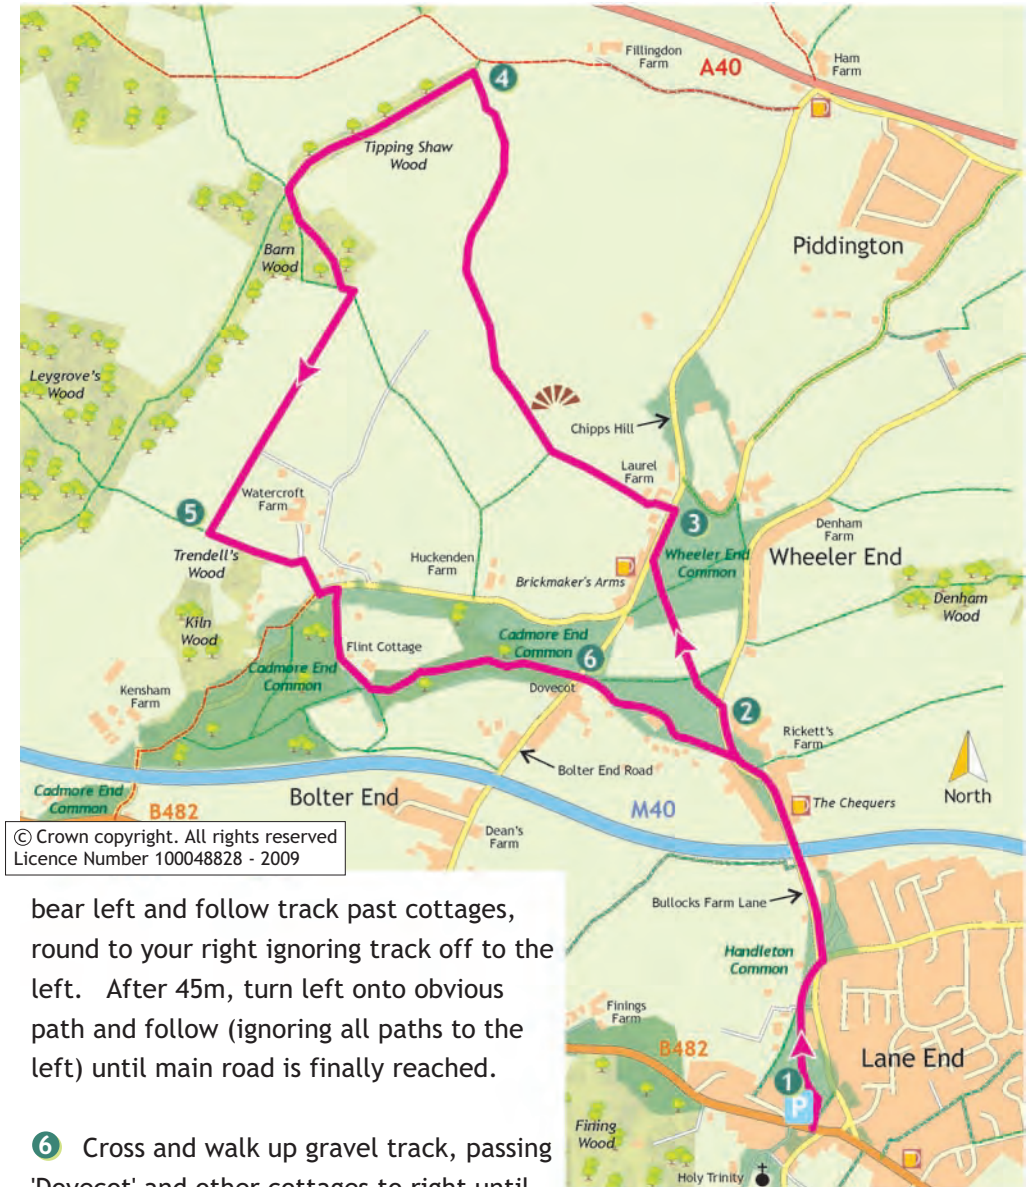 4
Fillingdon
Farm
A40
Ham
Farm
Tipping Shaw
Wood
Piddington
Barn
Wood
Leygrove's
Wood
Chipps Hill
Laurel
Farm
Watercroft
Farm
5
3
Denham
Farm
Trendell's
Wood
Huckenden
Farm
Brickmaker's Arms
Wheeler End
Common
Wheeler End
Denham
Wood
Kiln
Wood
Flint Cottage
Cadmore End
Common
6
Cadmore End
Common
Kensham
Farm
Dovecot
2
Rickett's
Farm
Bolter End Road
North
Cadmore End
Common
B482
Bolter End
M40
The Chequers
© Crown copyright. All rights reserved
Licence Number 100048828 - 2009
Dean's
Farm
Bullocks Farm Lane
Handleton
Common
Finings
Farm
B482
Lane End
1
P
Fining
Wood
Holy Trinity
bear left and follow track past cottages,
round to your right ignoring track off to the
left. After 45m, turn left onto obvious
path and follow (ignoring all paths to the
left) until main road is finally reached.
6 Cross and walk up gravel track, passing
'Dovecot' and other cottages to right until